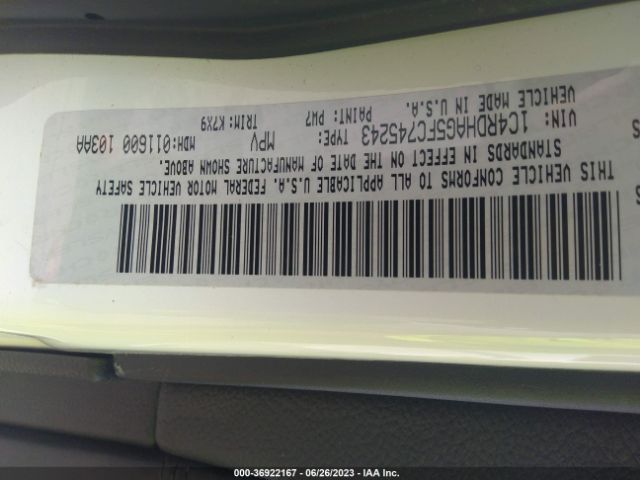 THIS VEHICLE CONFORMS TO ALL APPLICABLE U.S.A. FEDERAL MOTOR VEHICLE SAFETY
STANDARDS IN EFFECT ON THE DATE OF MANUFACTURE SHOWN ABOVE.
VIN: 1C4RDHAG5FC745243 TYPE: MPV MDH:011600 103AA
VEHICLE MADE IN U.S.A. PAINT: PW7 TRIM: K7X9
000-36922167 - 06/26/2023 - IAA Inc.